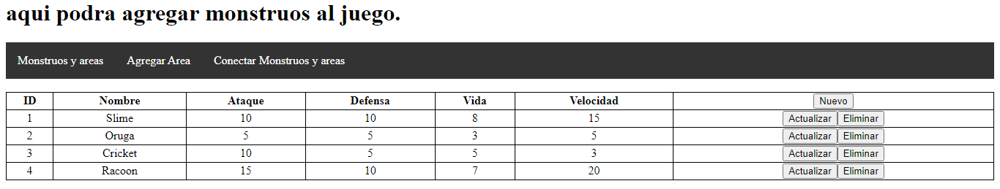 aqui podra agregar monstruos al juego.
Monstruos y areas Agregar Area Conectar Monstruos y areas
ID Nombre Ataque Defensa Vida Velocidad Nuevo
1 Slime 10 10 8 15 Actualizar Eliminar
2 Oruga 5 5 3 5 Actualizar Eliminar
3 Cricket 10 5 5 3 Actualizar Eliminar
4 Racoon 15 10 7 20 Actualizar Eliminar